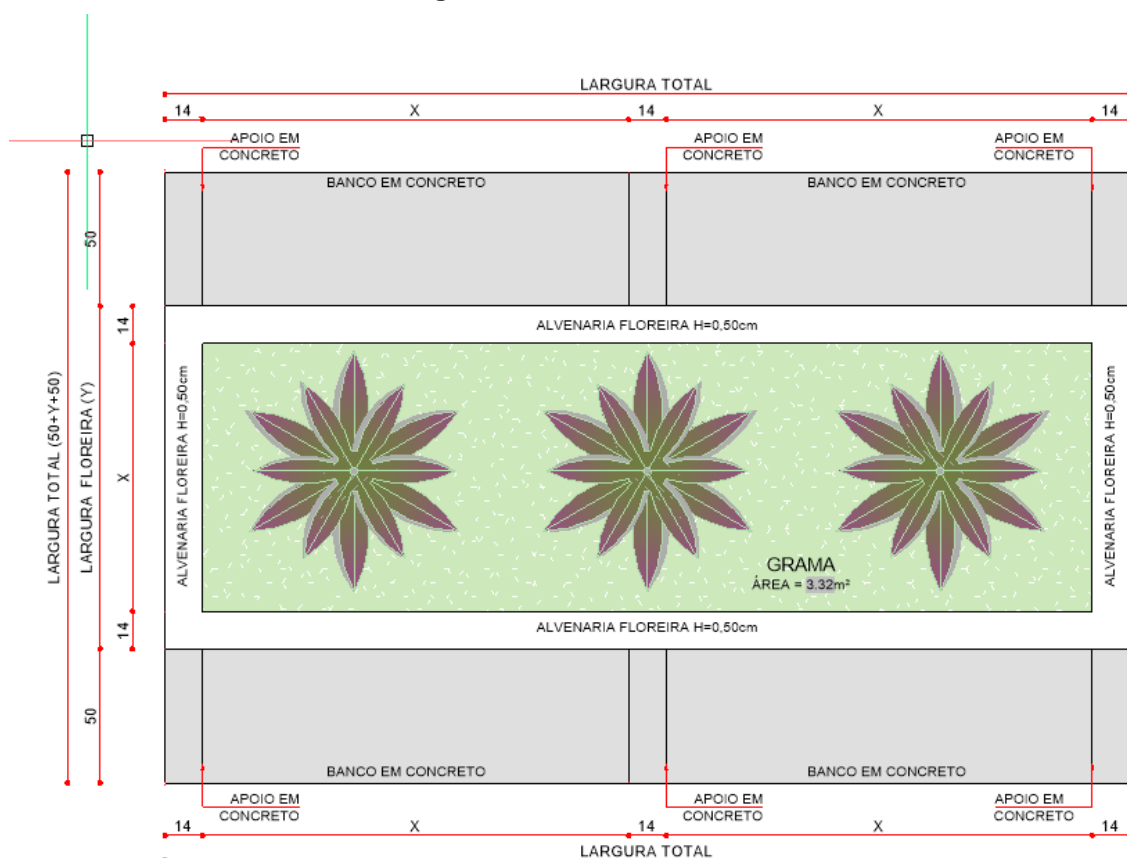 LARGURA TOTAL
14 X 14 X 14
APOIO EM CONCRETO
APOIO EM CONCRETO
APOIO EM CONCRETO
BANCO EM CONCRETO
BANCO EM CONCRETO
50
14
ALVENARIA FLOREIRA H=0,50cm
LARGURA TOTAL (50+Y+50)
LARGURA FLOREIRA (Y)
X
ALVENARIA FLOREIRA H=0,50cm
ALVENARIA FLOREIRA H=0,50cm
GRAMA
ÁREA = 3.32m²
14
ALVENARIA FLOREIRA H=0,50cm
50
BANCO EM CONCRETO
BANCO EM CONCRETO
APOIO EM CONCRETO
APOIO EM CONCRETO
APOIO EM CONCRETO
14 X 14 X 14
LARGURA TOTAL